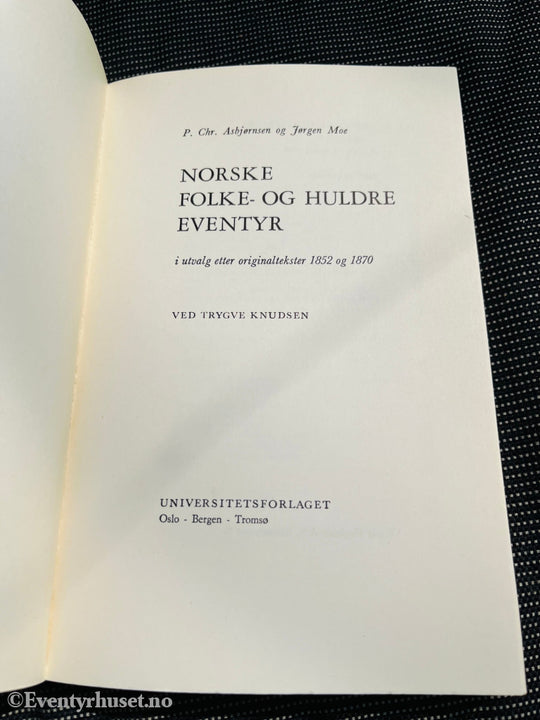 P. Chr. Asbjørnsen og Jørgen Moe
NORSKE
FOLKE- OG HULDRE
EVENTYR
i utvalg etter originaltekster 1852 og 1870
VED TRYGVE KNUDSEN
UNIVERSITETSFORLAGET
Oslo - Bergen - Tromsø
©Eventyrhuset.no